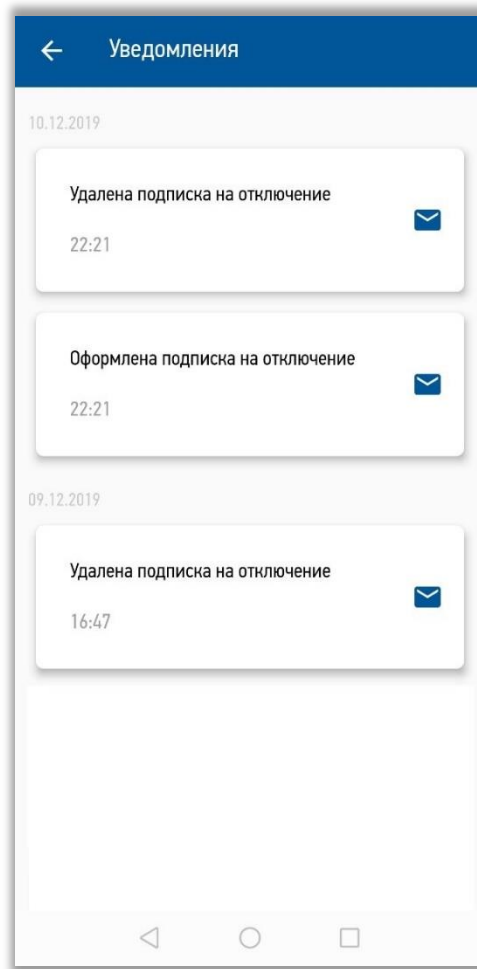 Уведомления
10.12.2019
Удалена подписка на отключение
22:21
Оформлена подписка на отключение
22:21
09.12.2019
Удалена подписка на отключение
16:47